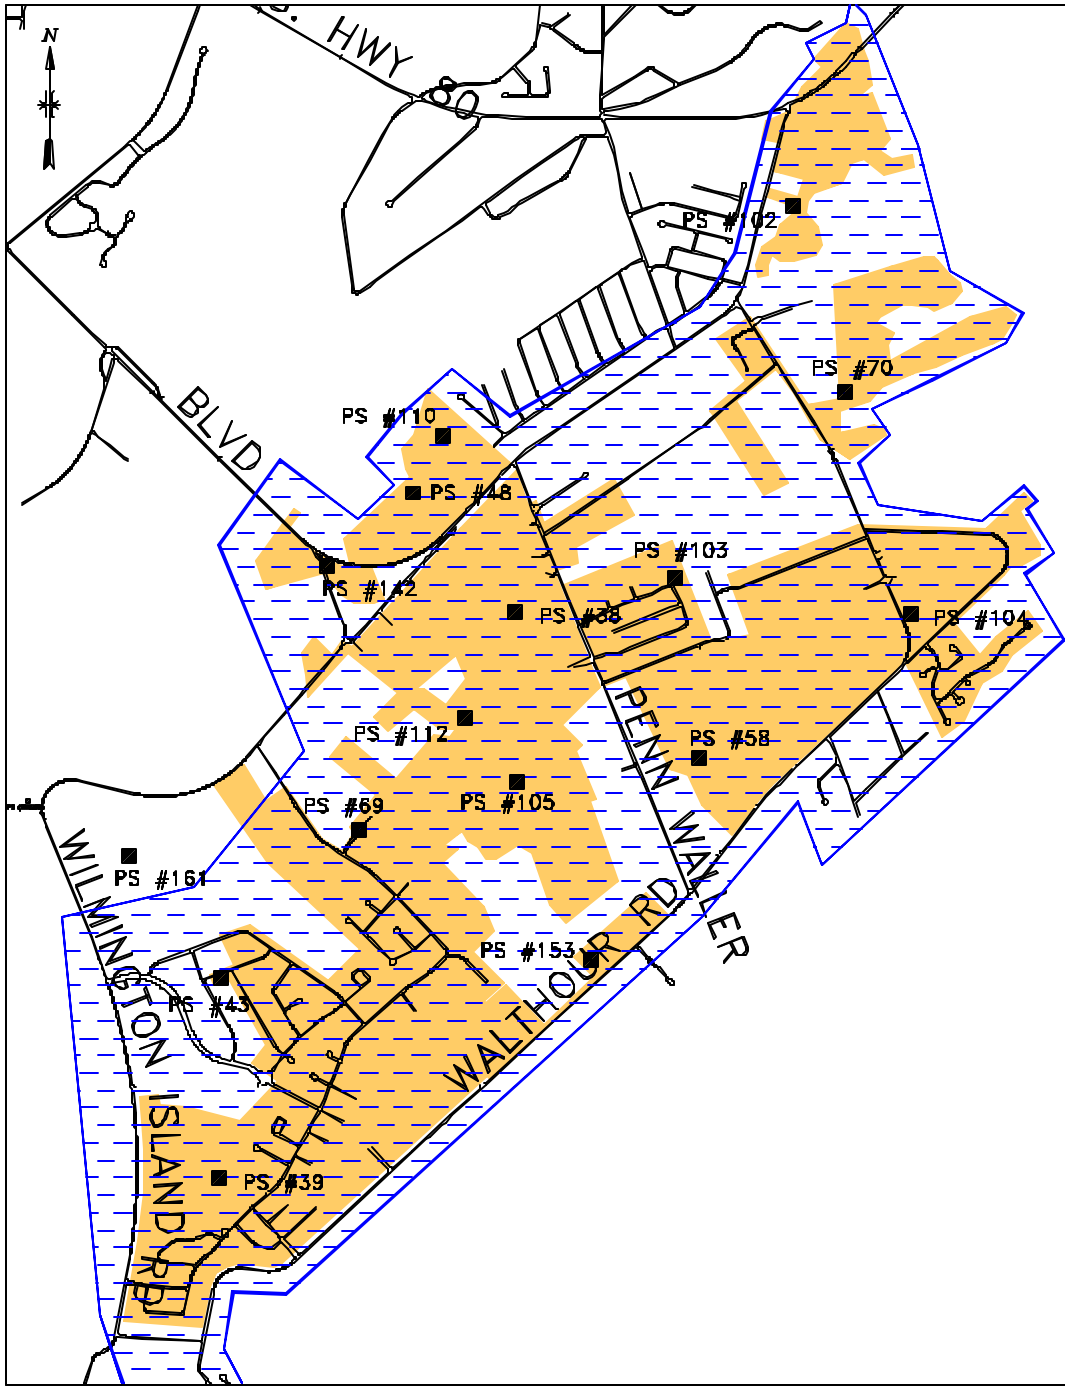 S. HWY 80
N
PS #102
PS #70
BLVD
PS #110
PS #48
PS #103
PS #142
PS #38
PS #104
PENN WALLER
PS #112
PS #58
PS #69
PS #105
WILMINGTON ISLAND RD
PS #161
PS #153
WALTHOUR RD
PS #43
PS #39